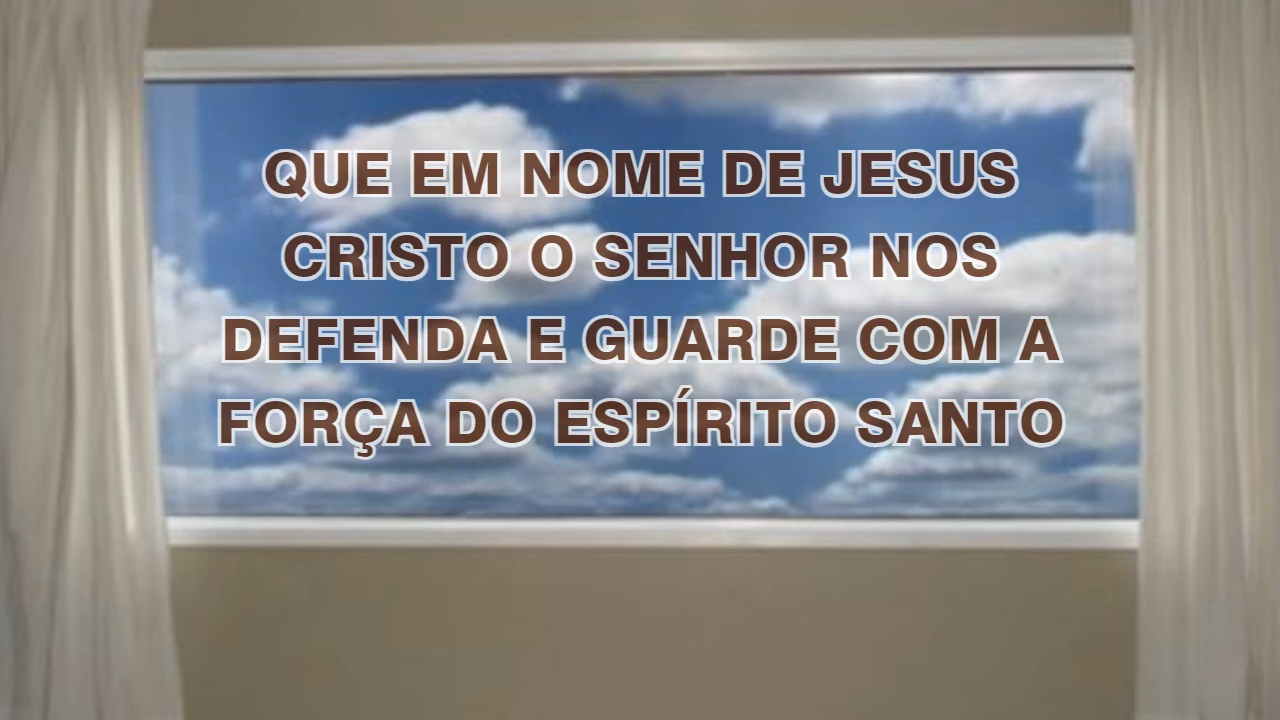 QUE EM NOME DE JESUS
CRISTO O SENHOR NOS
DEFENDA E GUARDE COM A
FORÇA DO ESPÍRITO SANTO